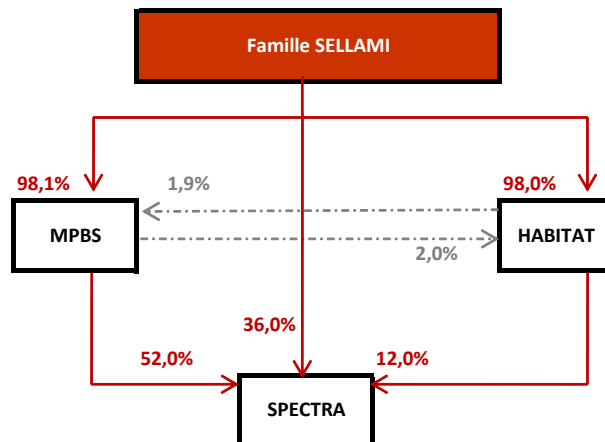 Famille SELLAMI
98,1%
1,9%
98,0%
MPBS
HABITAT
2,0%
36,0%
52,0%
12,0%
SPECTRA